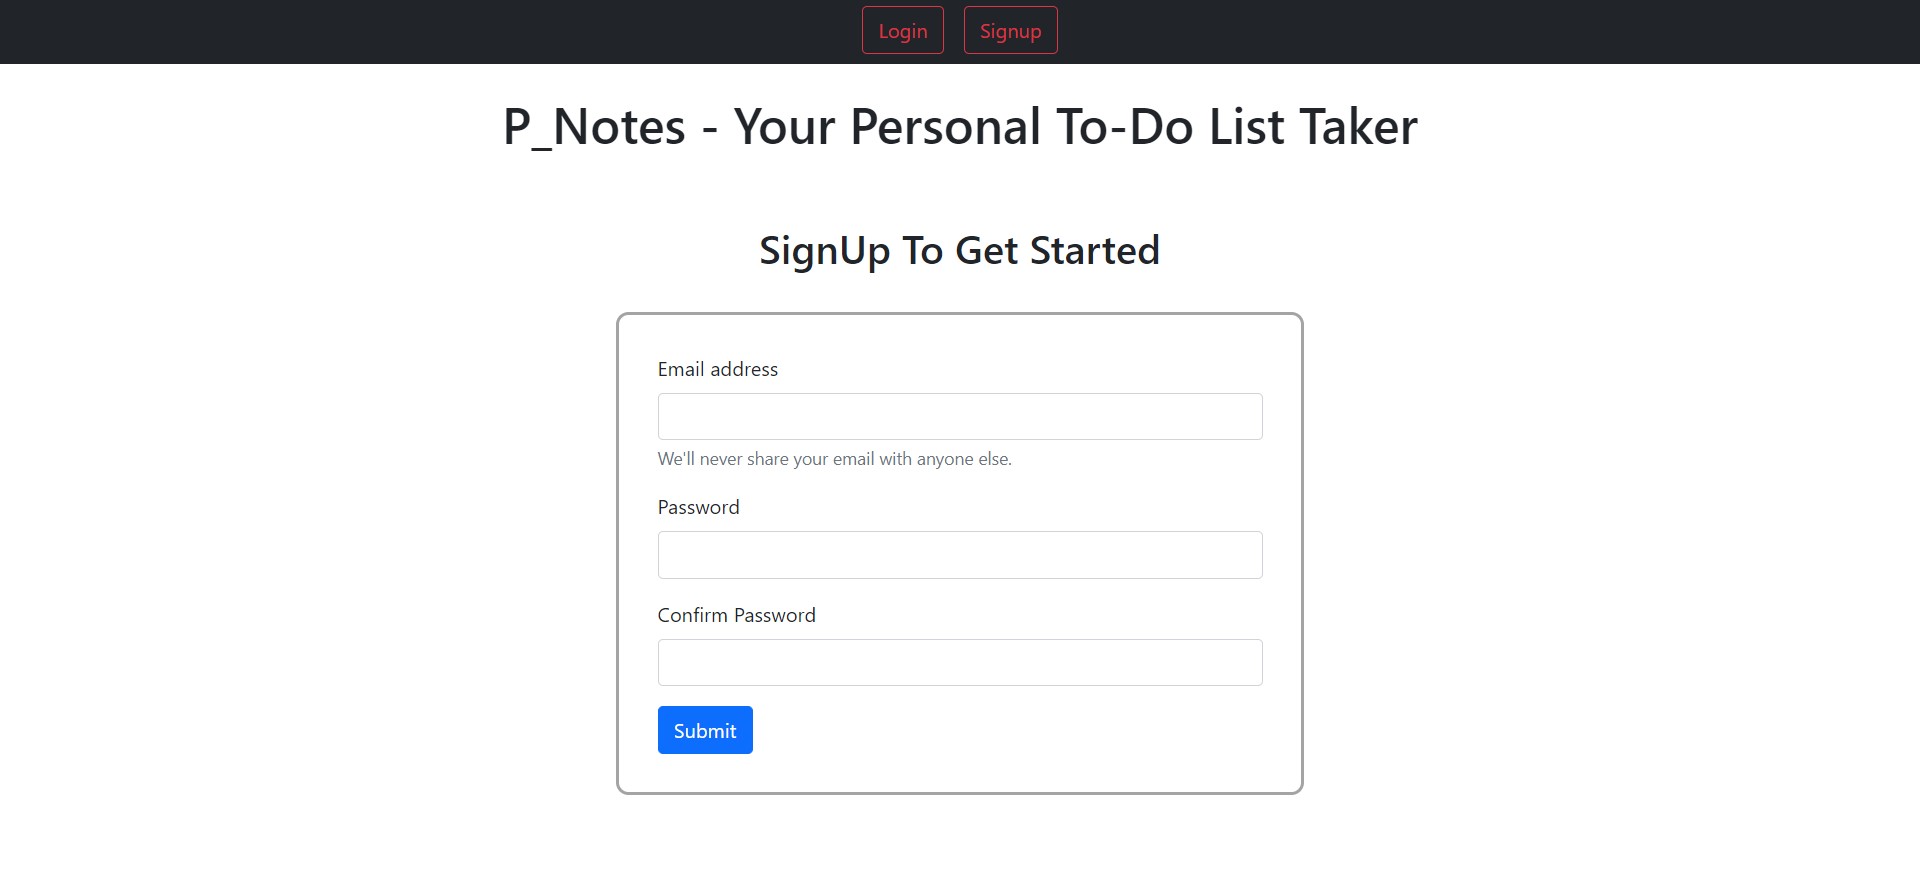 Login Signup
P_Notes - Your Personal To-Do List Taker
SignUp To Get Started
Email address
We'll never share your email with anyone else.
Password
Confirm Password
Submit